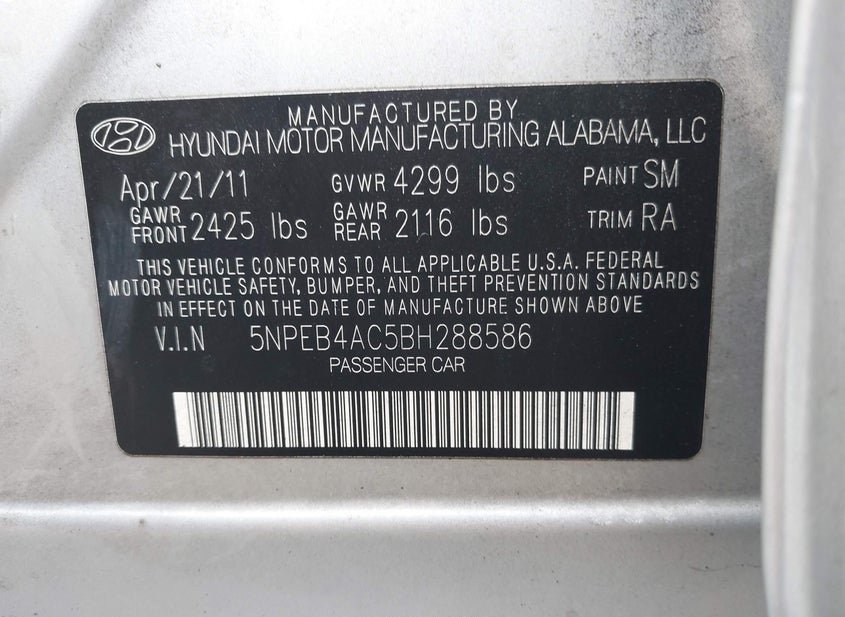 MANUFACTURED BY
HYUNDAI MOTOR MANUFACTURING ALABAMA, LLC
Apr/21/11 GVWR 4299 lbs PAINT SM
GAWR FRONT 2425 lbs GAWR REAR 2116 lbs TRIM RA
THIS VEHICLE CONFORMS TO ALL APPLICABLE U.S.A. FEDERAL
MOTOR VEHICLE SAFETY, BUMPER, AND THEFT PREVENTION STANDARDS
IN EFFECT ON THE DATE OF MANUFACTURE SHOWN ABOVE
V.I.N 5NPEB4AC5BH288586
PASSENGER CAR